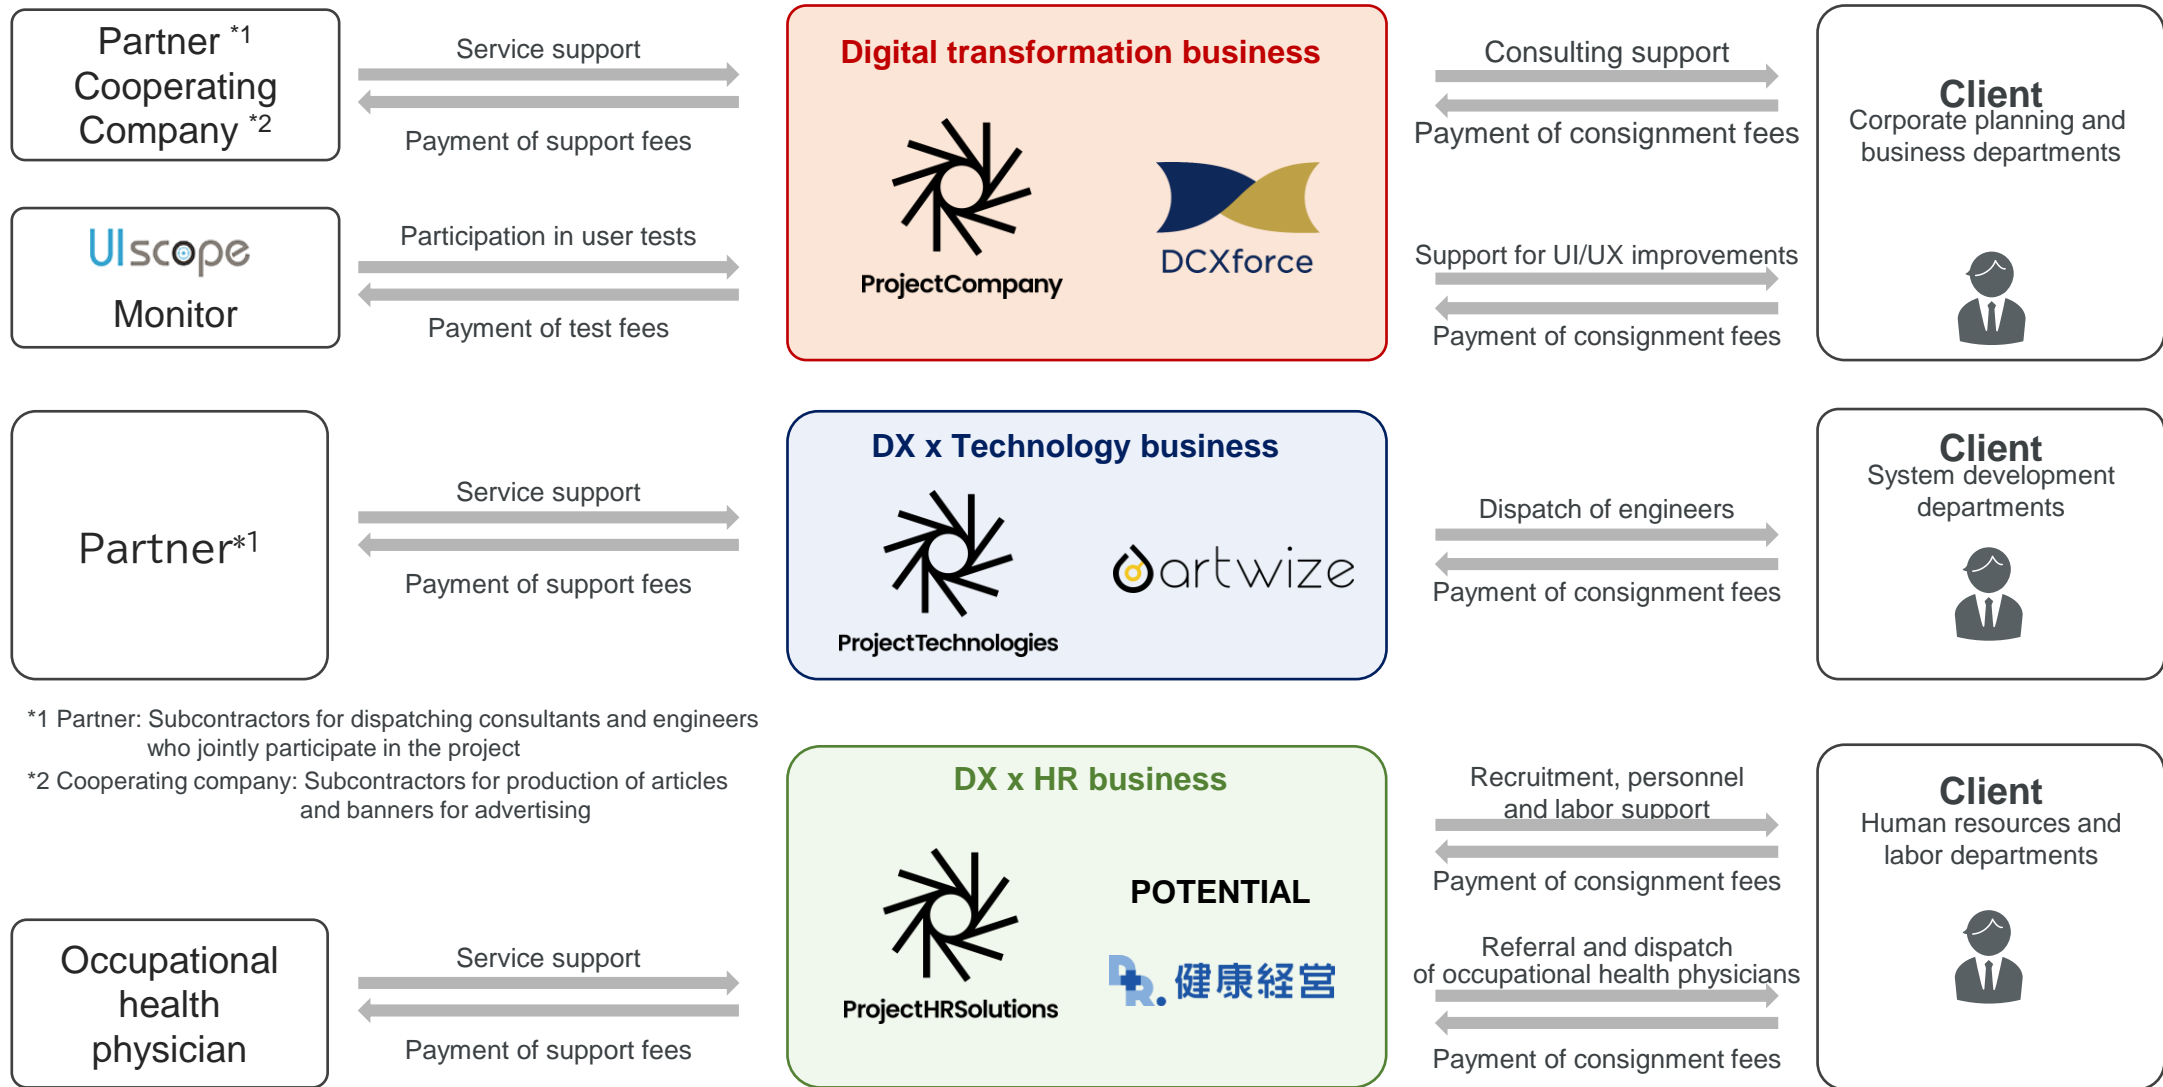 Partner *1
Cooperating
Company *2
Service support
Payment of support fees
Digital transformation business
ProjectCompany
DCXforce
Consulting support
Payment of consignment fees
Support for UI/UX improvements
Payment of consignment fees
Client
Corporate planning and
business departments
UIscope
Monitor
Participation in user tests
Payment of test fees
Partner*1
Service support
Payment of support fees
DX x Technology business
ProjectTechnologies
artwize
Dispatch of engineers
Payment of consignment fees
Client
System development
departments
*1 Partner: Subcontractors for dispatching consultants and engineers
who jointly participate in the project
*2 Cooperating company: Subcontractors for production of articles
and banners for advertising
Occupational
health
physician
Service support
Payment of support fees
DX x HR business
ProjectHRSolutions
POTENTIAL
DR.健康経営
Recruitment, personnel
and labor support
Payment of consignment fees
Referral and dispatch
of occupational health physicians
Payment of consignment fees
Client
Human resources and
labor departments